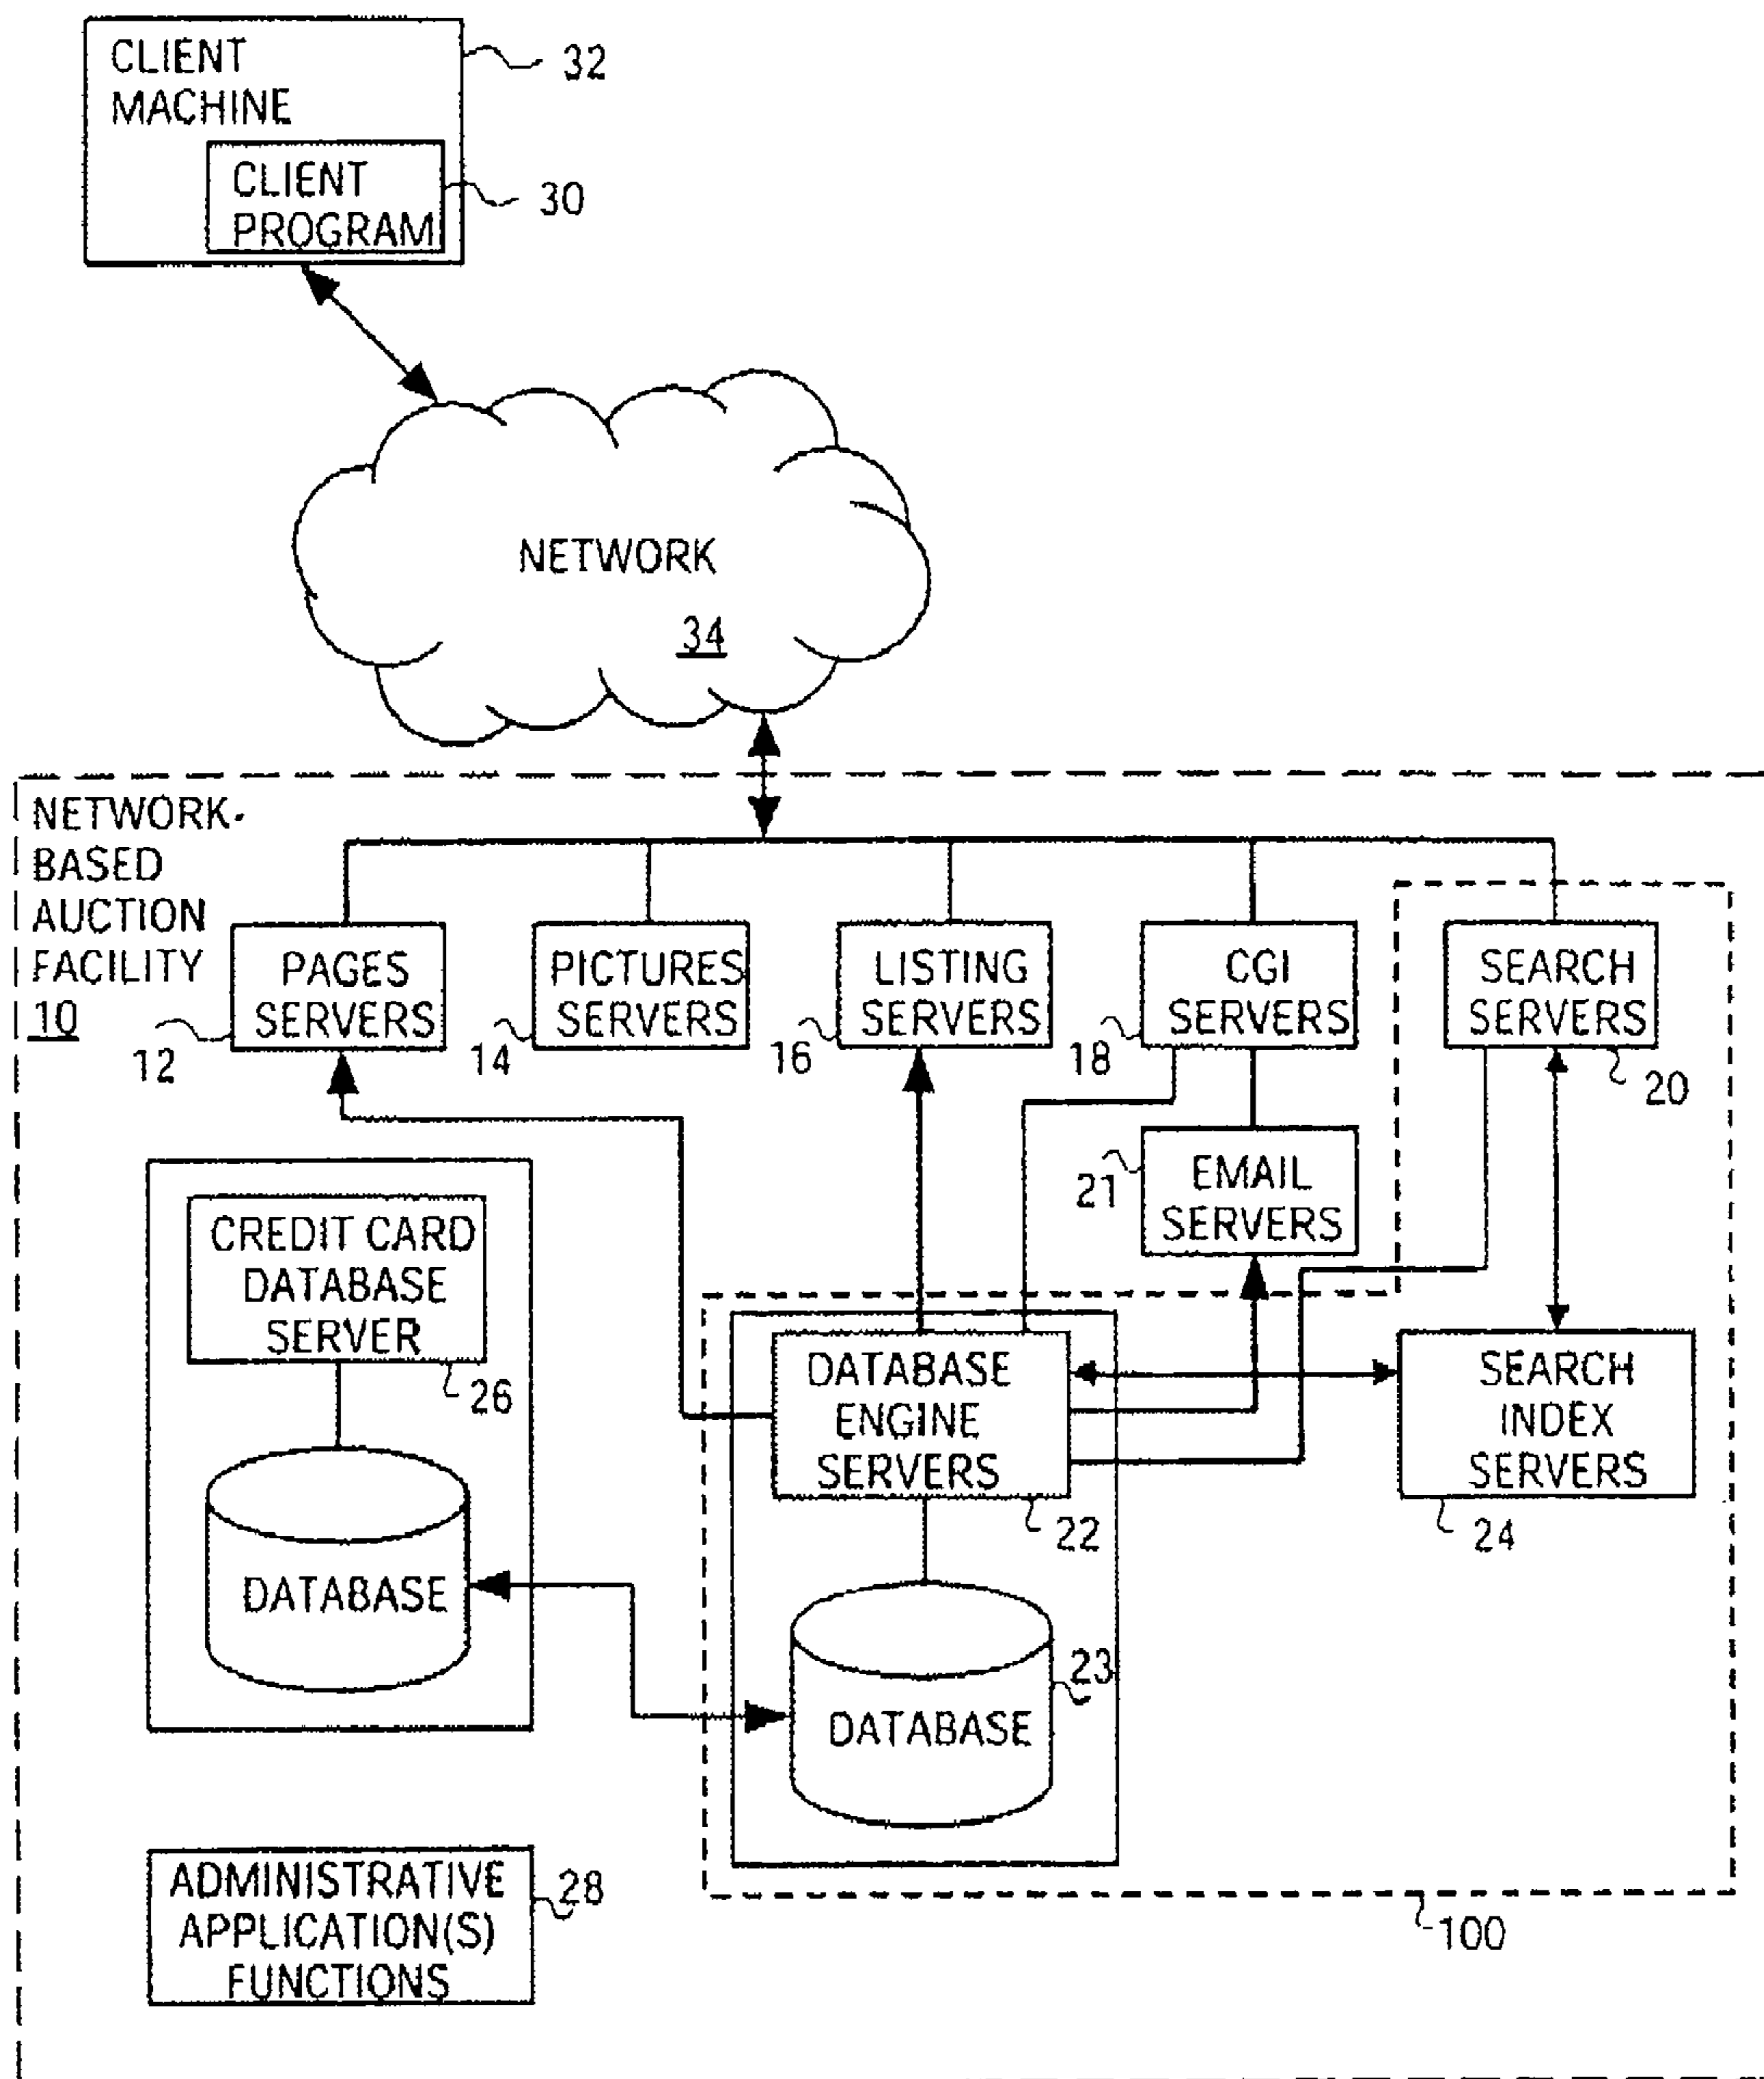 CLIENT
MACHINE
32
CLIENT
PROGRAM
30
NETWORK
34
NETWORK-
BASED
AUCTION
FACILITY
10
PAGES
SERVERS
12
PICTURES
SERVERS
14
LISTING
SERVERS
16
CGI
SERVERS
18
SEARCH
SERVERS
20
EMAIL
SERVERS
21
CREDIT CARD
DATABASE
SERVER
26
DATABASE
ENGINE
SERVERS
22
SEARCH
INDEX
SERVERS
24
DATABASE
DATABASE
23
ADMINISTRATIVE
APPLICATION(S)
FUNCTIONS
28
100